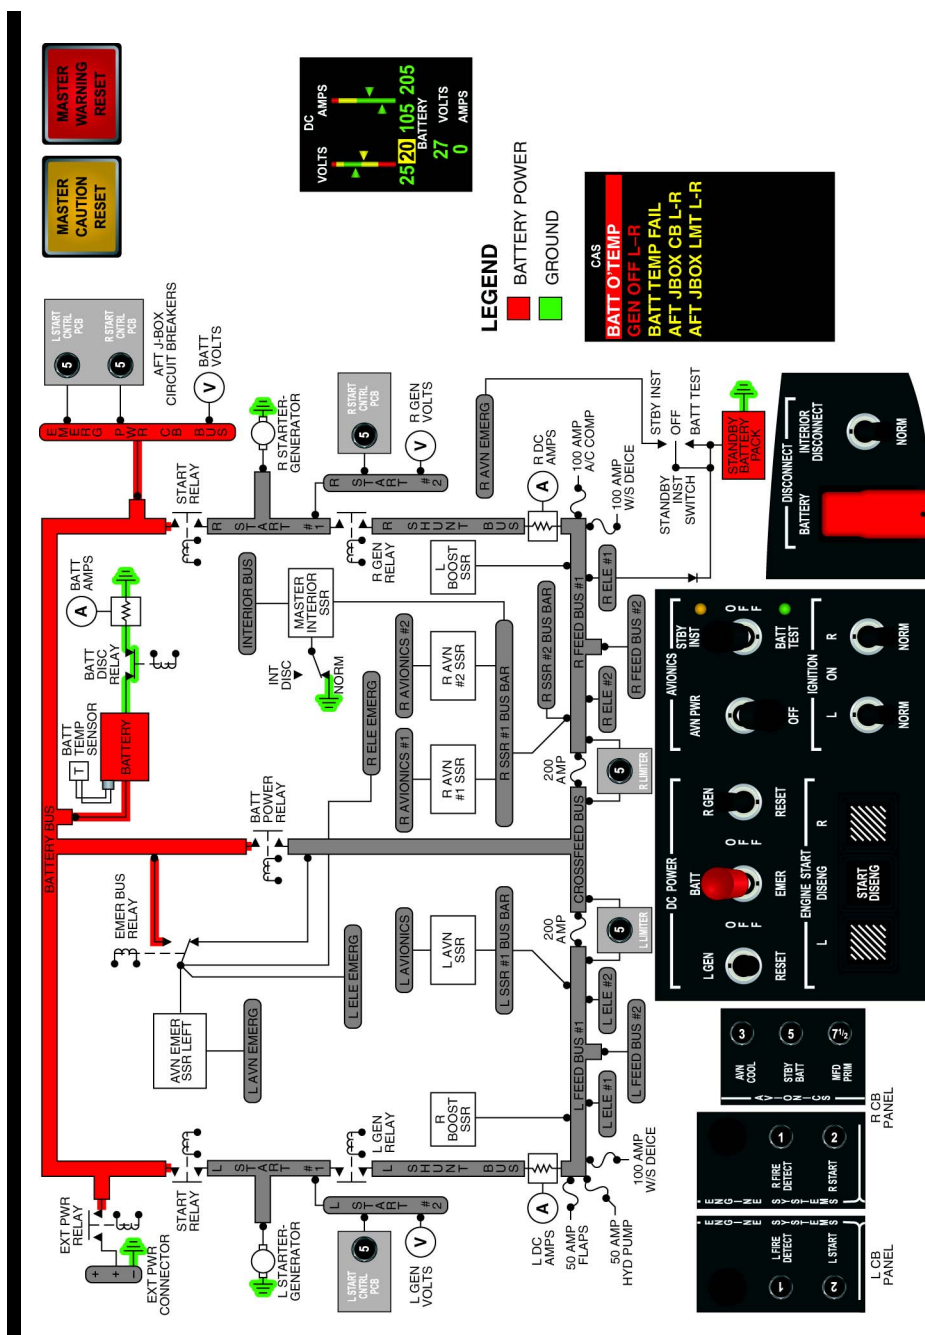 MASTER
WARNING
RESET
MASTER
CAUTION
RESET
DC
VOLTS
AMPS
25 20 105 205
BATTERY
27 VOLTS
0 AMPS
LEGEND
BATTERY POWER
GROUND
CAS
BATT O'TEMP
GEN OFF L–R
BATT TEMP FAIL
AFT JBOX CB L-R
AFT JBOX LMT L-R
EXT PWR
RELAY
EXT PWR
CONNECTOR
+
+
–
BATTERY BUS
EMER BUS
RELAY
BATT
TEMP
SENSOR
T
BATTERY
BATT
DISC
RELAY
BATT
AMPS
A
EMERG PWR CB BUS
L START
CNTRL
PCB
5
R START
CNTRL
PCB
5
AFT J-BOX
CIRCUIT BREAKERS
BATT
VOLTS
V
START
RELAY
START
RELAY
L START #1
R START #1
L STARTER-
GENERATOR
R STARTER-
GENERATOR
AVN EMER
SSR LEFT
L AVN EMERG
L ELE EMERG
R ELE EMERG
BATT
POWER
RELAY
INTERIOR BUS
MASTER
INTERIOR
SSR
INT
DISC
NORM
L GEN
RELAY
R GEN
RELAY
L START #2
R START #2
L START
CNTRL
PCB
5
R START
CNTRL
PCB
5
V
L GEN
VOLTS
V
R GEN
VOLTS
L SHUNT BUS
R SHUNT BUS
L DC
AMPS
A
R DC
AMPS
A
R
BOOST
SSR
L
BOOST
SSR
L AVIONICS
L AVN
SSR
L SSR #1 BUS BAR
R AVIONICS #1
R AVN
#1 SSR
R AVIONICS #2
R AVN
#2 SSR
R SSR #1 BUS BAR
R SSR #2 BUS BAR
R AVN EMERG
50 AMP
FLAPS
50 AMP
HYD PUMP
100 AMP
W/S DEICE
L FEED BUS #1
L ELE #1
L FEED BUS #2
L ELE #2
200
AMP
5
L LIMITER
CROSSFEED BUS
200
AMP
5
R LIMITER
R FEED BUS #1
R ELE #2
R FEED BUS #2
R ELE #1
100 AMP
A/C COMP
100 AMP
W/S DEICE
STBY INST
OFF
BATT TEST
STANDBY
INST
SWITCH
STANDBY
BATTERY
PACK
ENGINE SYSTEMS
1
L FIRE
DETECT
2
L START
L CB
PANEL
ENGINE SYSTEMS
R FIRE
DETECT
1
R START
2
AVIONICS
AVN
COOL
3
STBY
BATT
5
MFD
PRIM
7½
R CB
PANEL
DC POWER
L GEN
BATT
R GEN
OFF
OFF
RESET
EMER
RESET
ENGINE START
L
DISENG
R
START
DISENG
AVIONICS
AVN PWR
STBY
INST
OFF
OFF
BATT
TEST
IGNITION
L
ON
R
NORM
NORM
DISCONNECT
BATTERY
INTERIOR
DISCONNECT
NORM